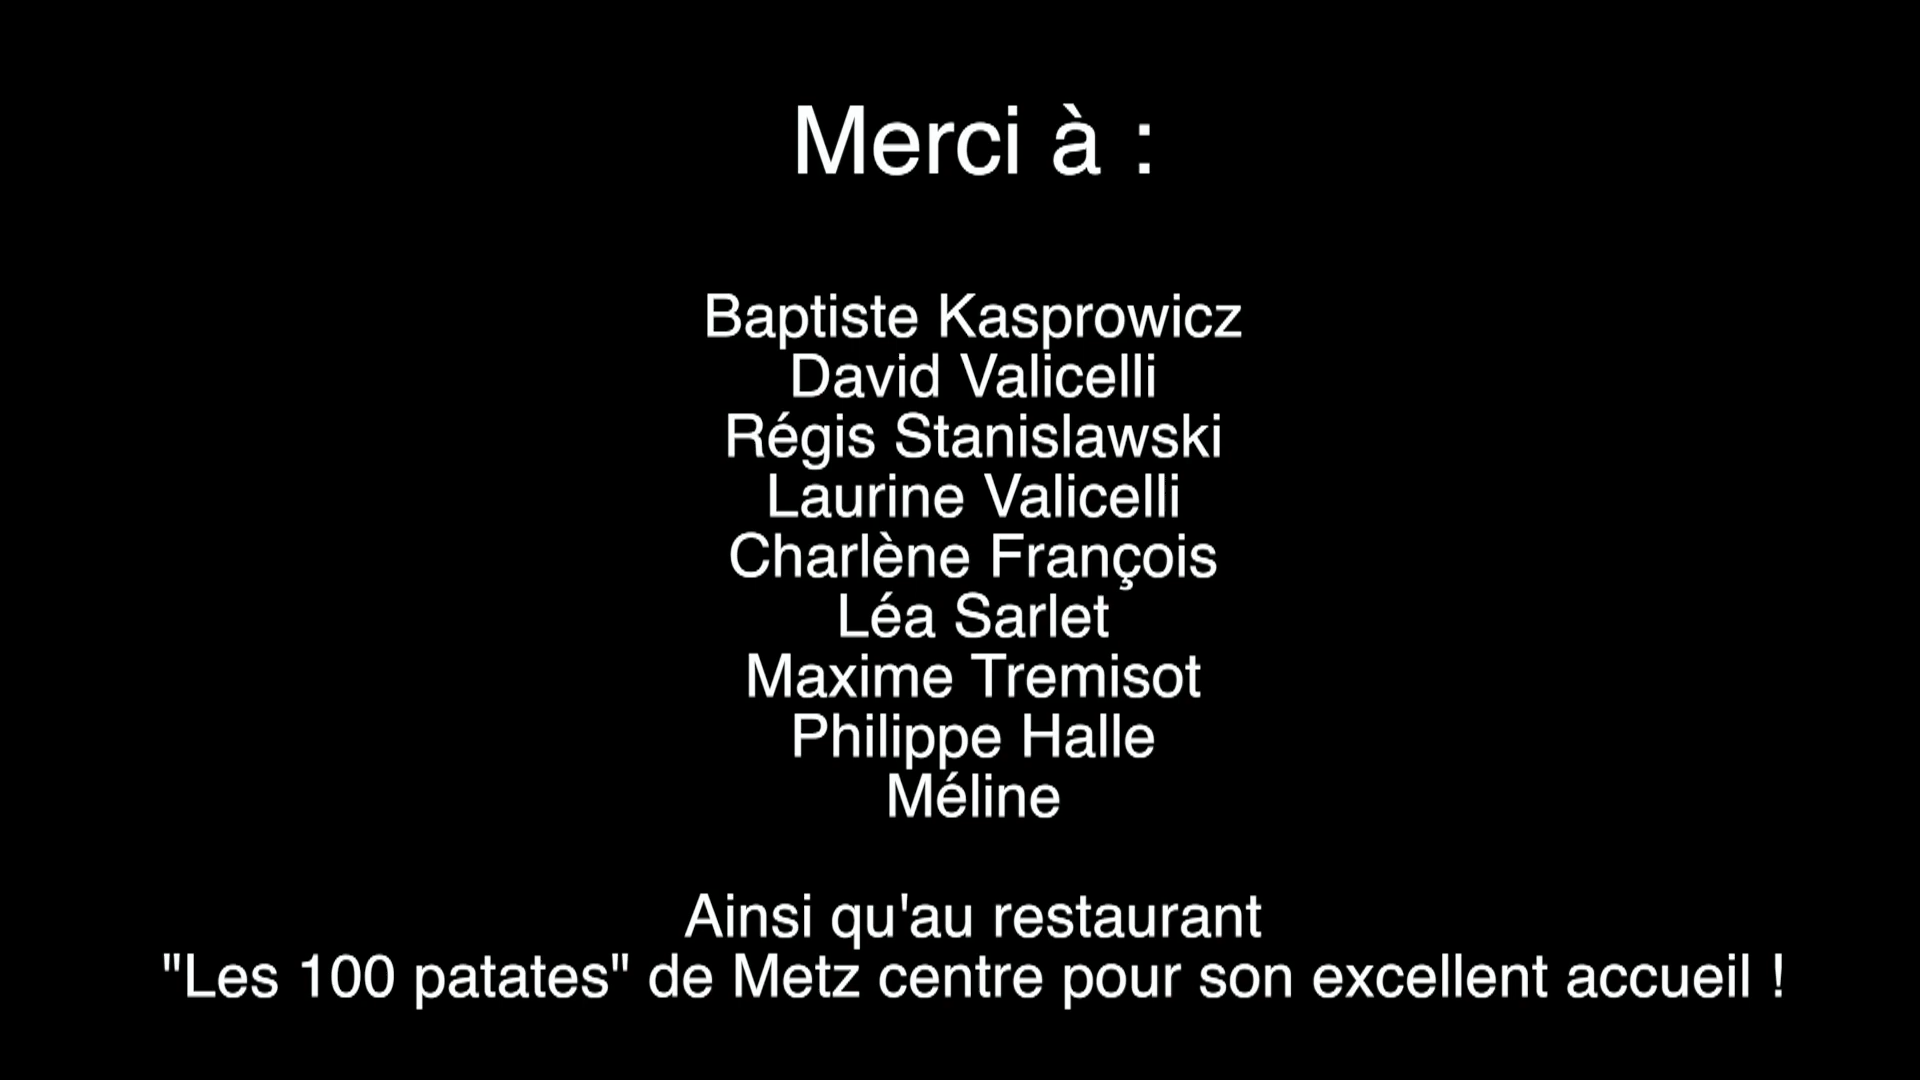 Merci à :
Baptiste Kasprowicz
David Valicelli
Régis Stanislawski
Laurine Valicelli
Charlène François
Léa Sarlet
Maxime Tremisot
Philippe Halle
Méline
Ainsi qu'au restaurant
"Les 100 patates" de Metz centre pour son excellent accueil !